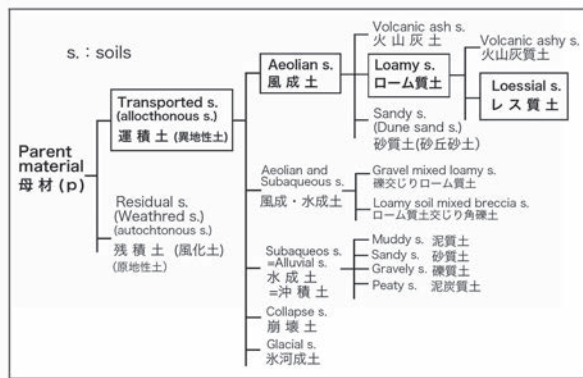 s. : soils
Parent
material
母材 (p)
Transported s.
(allocthonous s.)
運積土 (異地性土)
Residual s.
(Weathred s.)
(autochtonous s.)
残積土 (風化土)
(原地性土)
Aeolian s.
風成土
Volcanic ash s.
火山灰土
Loamy s.
ローム質土
Volcanic ashy s.
火山灰質土
Loessial s.
レス質土
Sandy s.
(Dune sand s.)
砂質土(砂丘砂土)
Aeolian and
Subaqueous s.
風成・水成土
Gravel mixed loamy s.
礫交じりローム質土
Loamy soil mixed breccia s.
ローム質土交じり角礫土
Subaqueos s.
=Alluvial s.
水成土
=沖積土
Muddy s. 泥質土
Sandy s. 砂質土
Gravely s. 礫質土
Peaty s. 泥炭質土
Collapse s.
崩壊土
Glacial s.
氷河成土